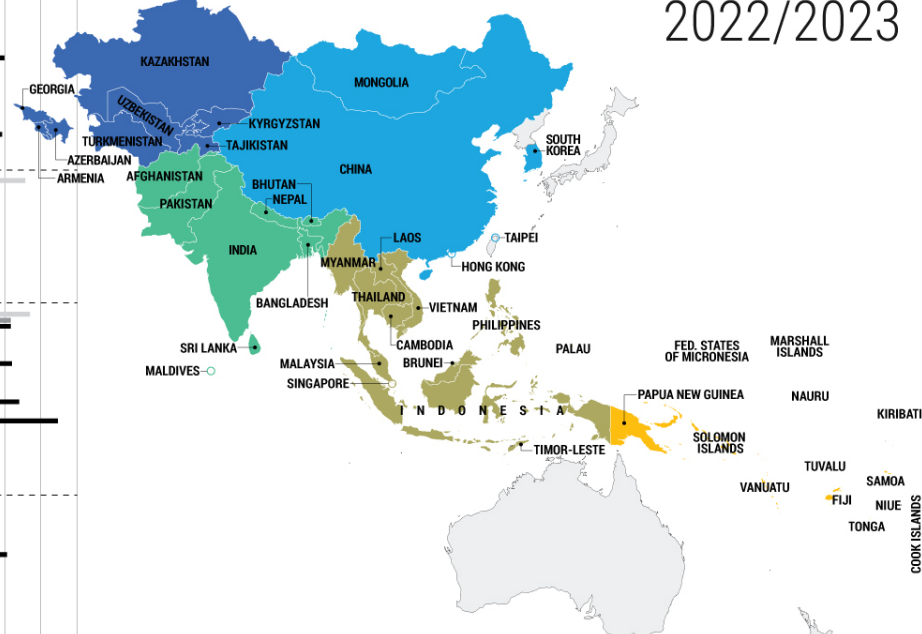 2022/2023
KAZAKHSTAN
MONGOLIA
GEORGIA
UZBEKISTAN
KYRGYZSTAN
TURKMENISTAN
TAJIKISTAN
SOUTH
KOREA
AZERBAIJAN
ARMENIA
AFGHANISTAN
CHINA
BHUTAN
NEPAL
PAKISTAN
INDIA
LAOS
TAIPEI
MYANMAR
HONG KONG
BANGLADESH
THAILAND
VIETNAM
PHILIPPINES
SRI LANKA
CAMBODIA
PALAU
FED. STATES
OF MICRONESIA
MARSHALL
ISLANDS
MALDIVES
MALAYSIA
BRUNEI
SINGAPORE
PAPUA NEW GUINEA
NAURU
INDONESIA
KIRIBATI
SOLOMON
ISLANDS
TIMOR-LESTE
TUVALU
VANUATU
SAMOA
FIJI
NIUE
TONGA
COOK ISLANDS